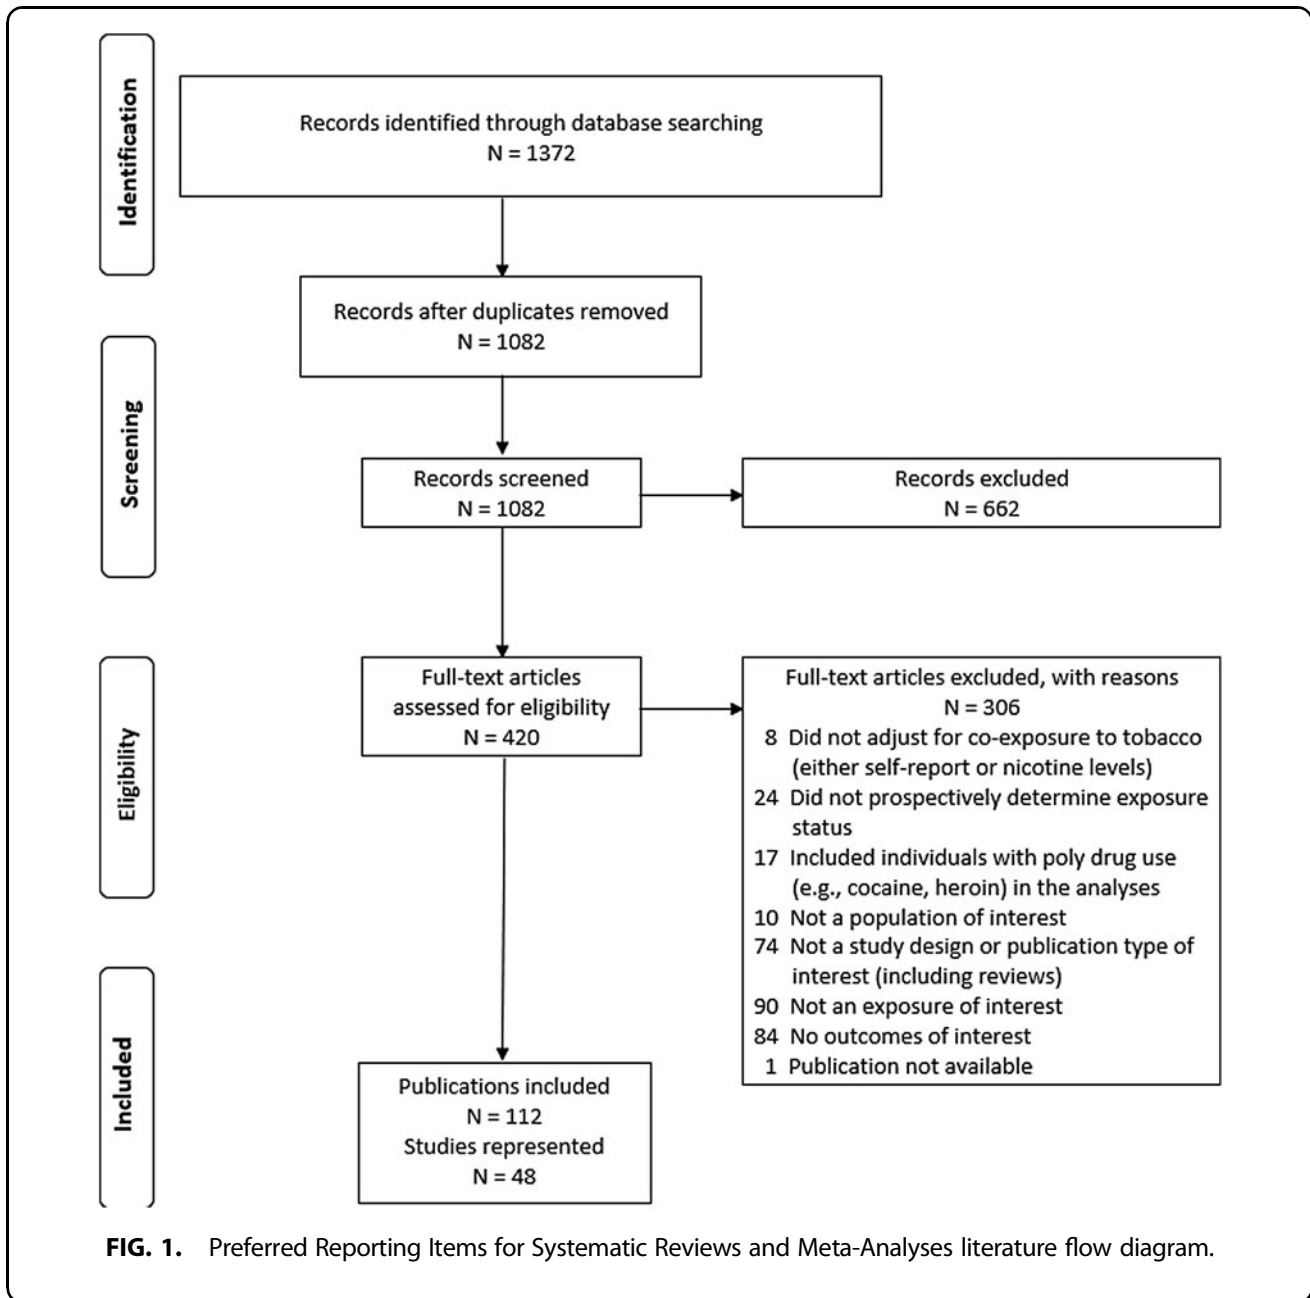 Identification
Records identified through database searching
N = 1372
Records after duplicates removed
N = 1082
Screening
Records screened
N = 1082
Records excluded
N = 662
Eligibility
Full-text articles
assessed for eligibility
N = 420
Full-text articles excluded, with reasons
N = 306
8 Did not adjust for co-exposure to tobacco
(either self-report or nicotine levels)
24 Did not prospectively determine exposure
status
17 Included individuals with poly drug use
(e.g., cocaine, heroin) in the analyses
10 Not a population of interest
74 Not a study design or publication type of
interest (including reviews)
90 Not an exposure of interest
84 No outcomes of interest
1 Publication not available
Included
Publications included
N = 112
Studies represented
N = 48
FIG. 1. Preferred Reporting Items for Systematic Reviews and Meta-Analyses literature flow diagram.